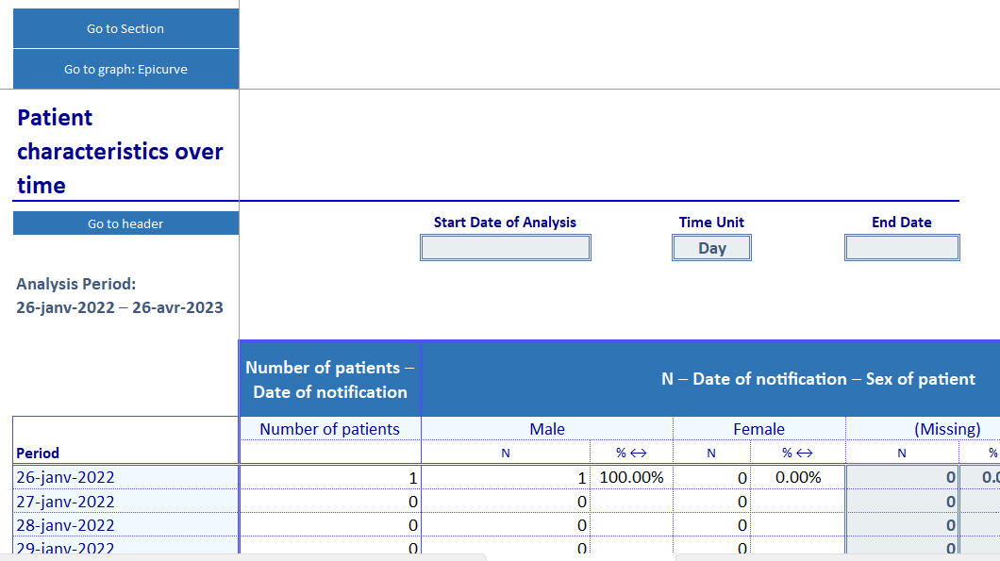 Go to Section
Go to graph: Epicurve
Patient
characteristics over
time
Go to header
Start Date of Analysis Time Unit End Date
Day
Analysis Period:
26-janv-2022 – 26-avr-2023
Number of patients –
Date of notification
N – Date of notification – Sex of patient
Number of patients Male Female (Missing)
Period N % ↔ N % ↔ N %
26-janv-2022 1 1 100.00% 0 0.00% 0 0.0
27-janv-2022 0 0 0 0
28-janv-2022 0 0 0 0
29-janv-2022 0 0 0 0